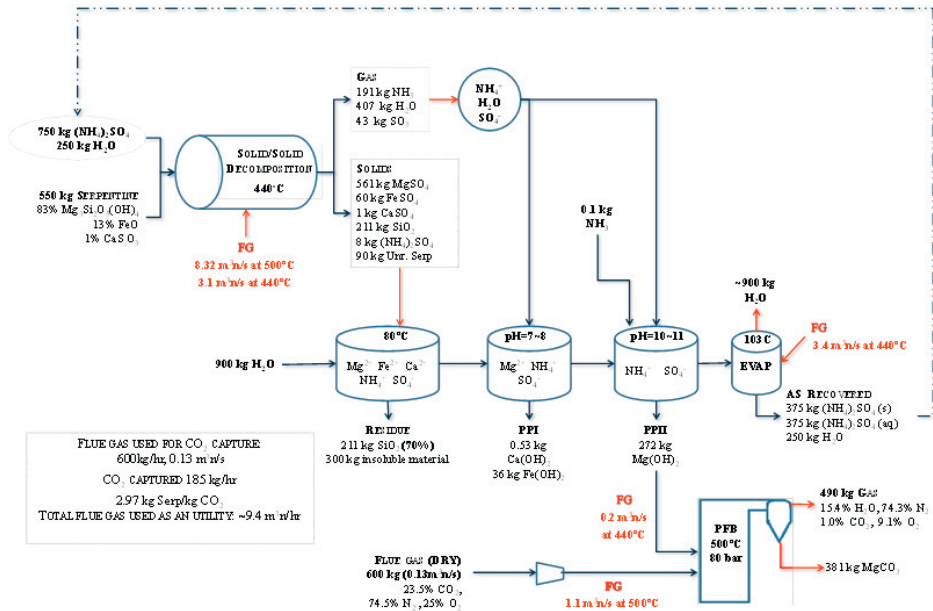 GAS
191 kg NH3
407 kg H2O
43 kg SO3
NH4+
H2O
SO4-
750 kg (NH4)2SO4
250 kg H2O
SOLID/SOLID
DECOMPOSITION
440°C
SOLIDS
561 kg MgSO4
60 kg FeSO4
1 kg CaSO4
211 kg SiO2
8 kg (NH4)2SO4
90 kg Unr. Serp
550 kg SERPENTINE
83% Mg3Si2O5(OH)4
13% FeO
1% CaSO3
FG
8.32 m3n/s at 500°C
3.1 m3n/s at 440°C
0.1 kg
NH3
~900 kg
H2O
900 kg H2O
80°C
Mg2+ Fe2+ Ca2+
NH4+ SO4-
pH=7~8
Mg2+ NH4+
SO4-
pH=10~11
NH4+ SO4-
103 C
EVAP
FG
3.4 m3n/s at 440°C
AS RECOVERED
375 kg (NH4)2SO4 (s)
375 kg (NH4)2SO4 (aq)
250 kg H2O
RESIDUE
211 kg SiO2 (70%)
300 kg insoluble material
PPI
0.53 kg
Ca(OH)2
36 kg Fe(OH)2
PPII
272 kg
Mg(OH)2
FLUE GAS USED FOR CO2 CAPTURE:
600kg/hr, 0.13 m3n/s
CO2 CAPTURED 185 kg/hr
2.97 kg Serp/kg CO2
TOTAL FLUE GAS USED AS AN UTILITY: ~9.4 m3n/hr
FG
0.2 m3n/s
at 440°C
PFB
500°C
80 bar
490 kg GAS
15.4% H2O, 74.3% N2
1.0% CO2, 9.1% O2
381 kg MgCO3
FLUE GAS (DRY)
600 kg (0.13m3n/s)
23.5% CO2,
74.5% N2, 25% O2
FG
1.1 m3n/s at 500°C